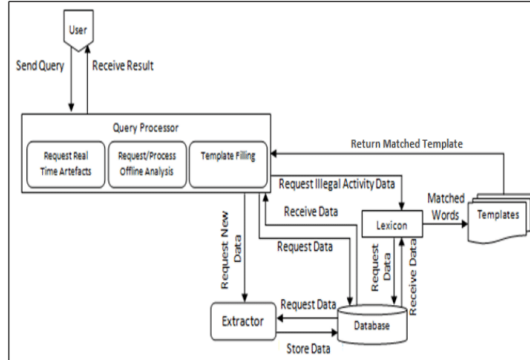 User
Send Query
Receive Result
Query Processor
Request Real
Time Artefacts
Request/Process
Offline Analysis
Template Filling
Return Matched Template
Request Illegal Activity Data
Matched
Words
Templates
Receive Data
Lexicon
Request New
Data
Request Data
Request
Data
Receive Data
Extractor
Request Data
Database
Store Data